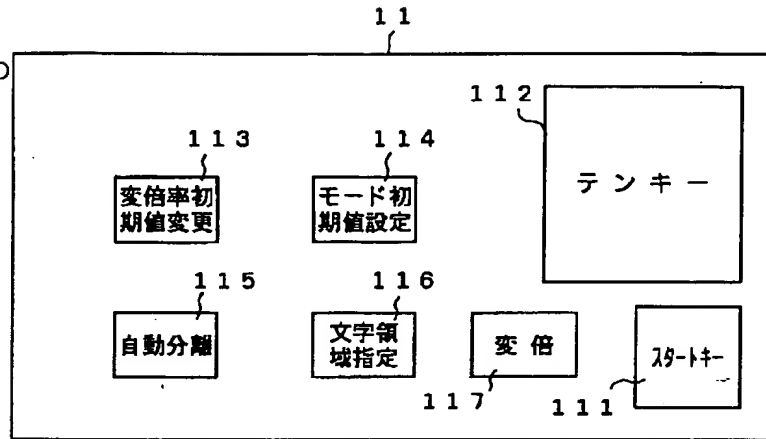 １１
１１２
テンキー
１１３
変倍率初
期値変更
１１４
モード初
期値設定
１１５
自動分離
１１６
文字領
域指定
変倍
１１７
スタートキー
１１１